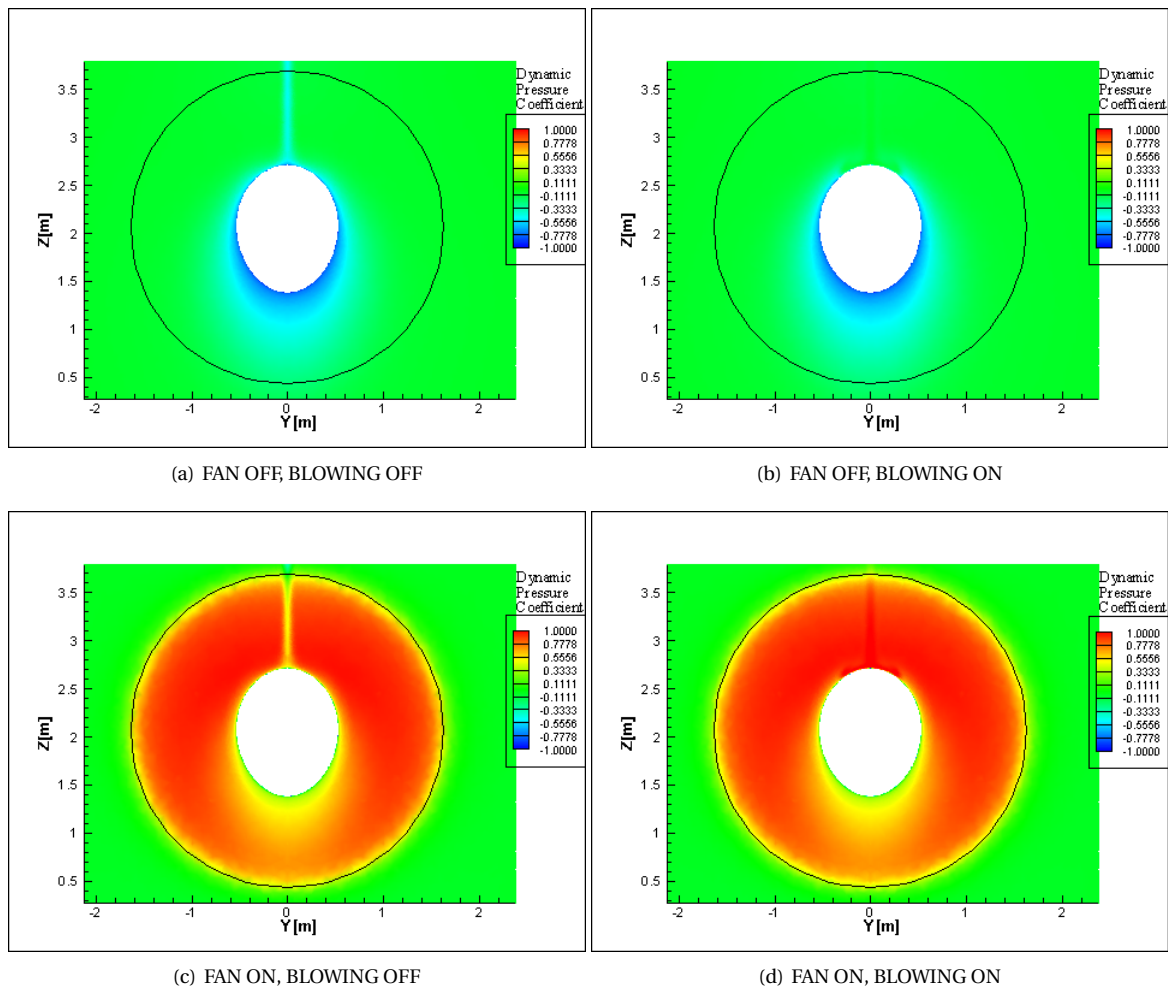 Dynamic
Pressure
Coefficient
1.0000
0.7778
0.5556
0.3333
0.1111
-0.1111
-0.3333
-0.5556
-0.7778
-1.0000
3.5
3
2.5
2
1.5
1
0.5
Z[m]
-2 -1 0 1 2
Y[m]
(a) FAN OFF, BLOWING OFF
Dynamic
Pressure
Coefficient
1.0000
0.7778
0.5556
0.3333
0.1111
-0.1111
-0.3333
-0.5556
-0.7778
-1.0000
3.5
3
2.5
2
1.5
1
0.5
Z[m]
-2 -1 0 1 2
Y[m]
(b) FAN OFF, BLOWING ON
Dynamic
Pressure
Coefficient
1.0000
0.7778
0.5556
0.3333
0.1111
-0.1111
-0.3333
-0.5556
-0.7778
-1.0000
3.5
3
2.5
2
1.5
1
0.5
Z[m]
-2 -1 0 1 2
Y[m]
(c) FAN ON, BLOWING OFF
Dynamic
Pressure
Coefficient
1.0000
0.7778
0.5556
0.3333
0.1111
-0.1111
-0.3333
-0.5556
-0.7778
-1.0000
3.5
3
2.5
2
1.5
1
0.5
Z[m]
-2 -1 0 1 2
Y[m]
(d) FAN ON, BLOWING ON